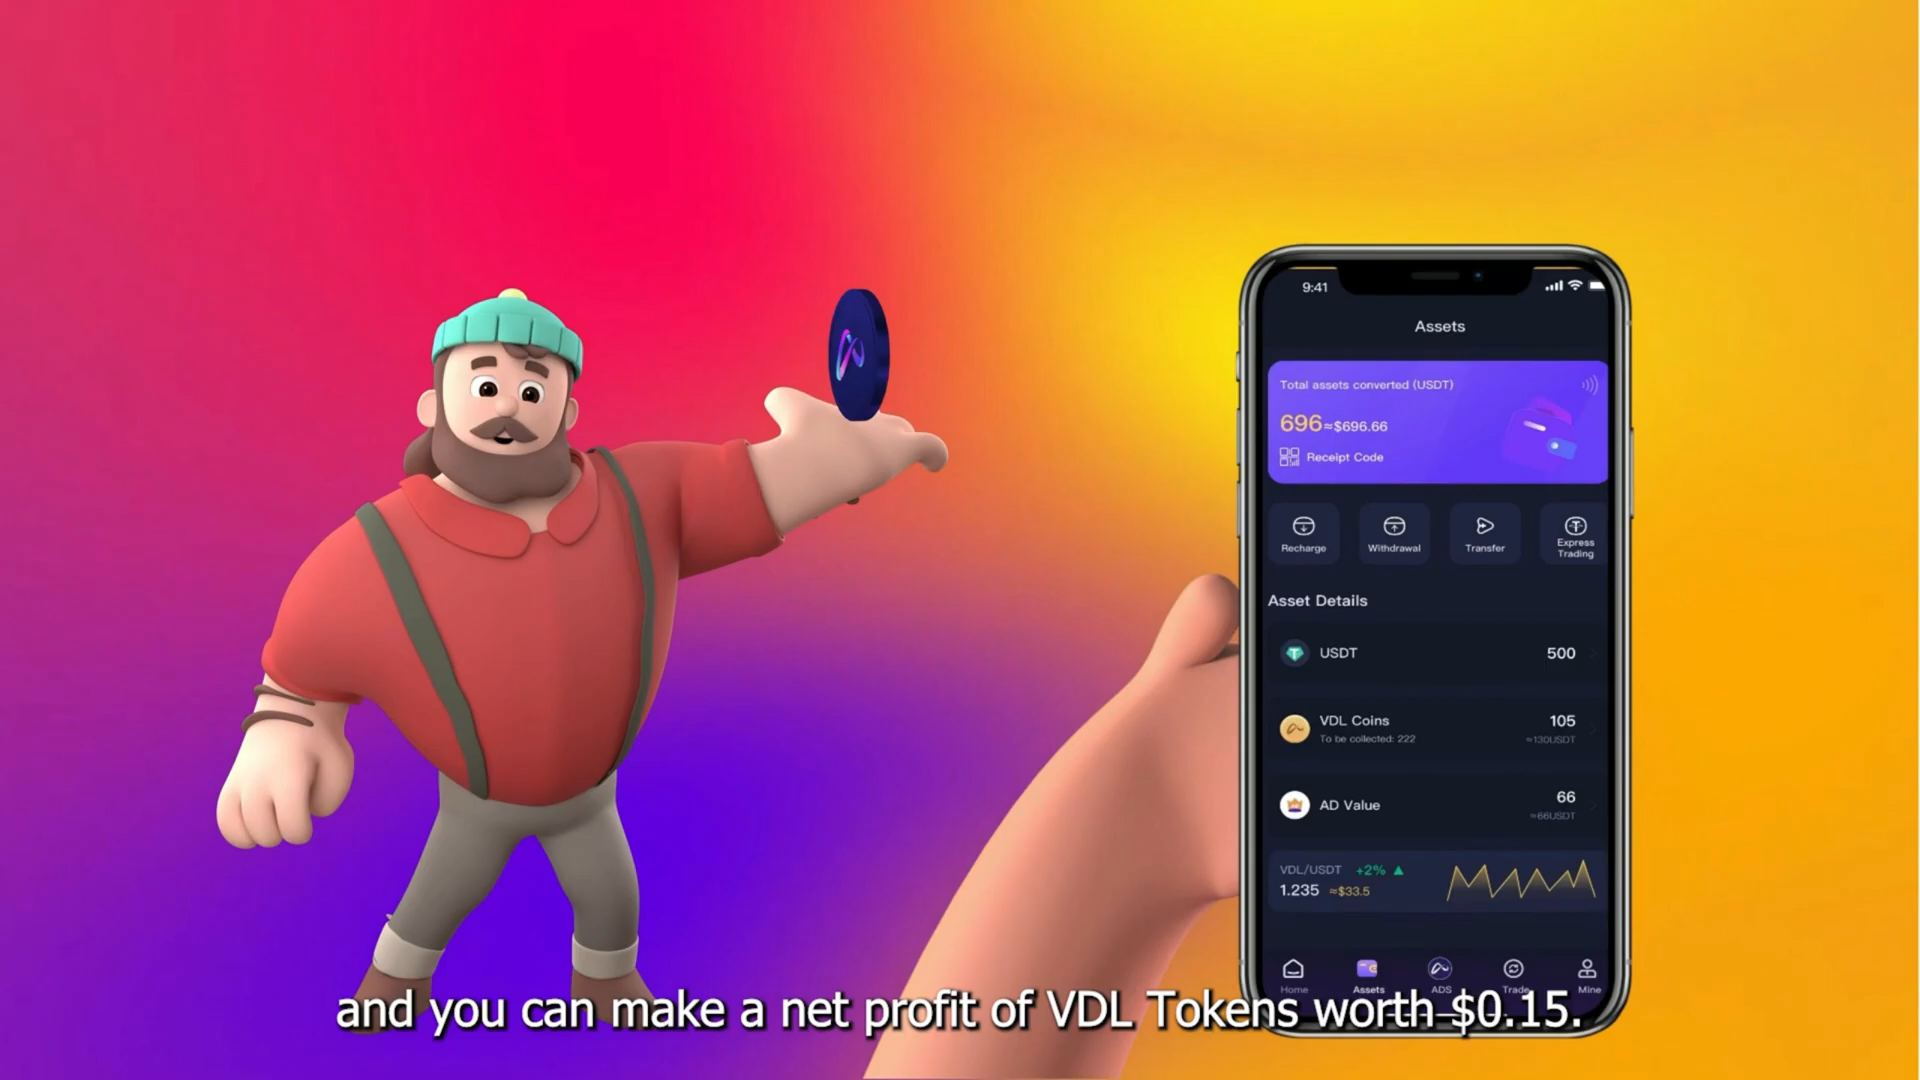 9:41
Assets
Total assets converted (USDT)
696≈$696.66
Receipt Code
Recharge
Withdrawal
Transfer
Express
Trading
Asset Details
USDT
500
VDL Coins
105
To be collected: 222
≈130USDT
AD Value
66
≈66USDT
VDL/USDT +2% ▲
1.235 ≈$33.5
Home
Assets
ADS
Trade
Mine
and you can make a net profit of VDL Tokens worth $0.15.